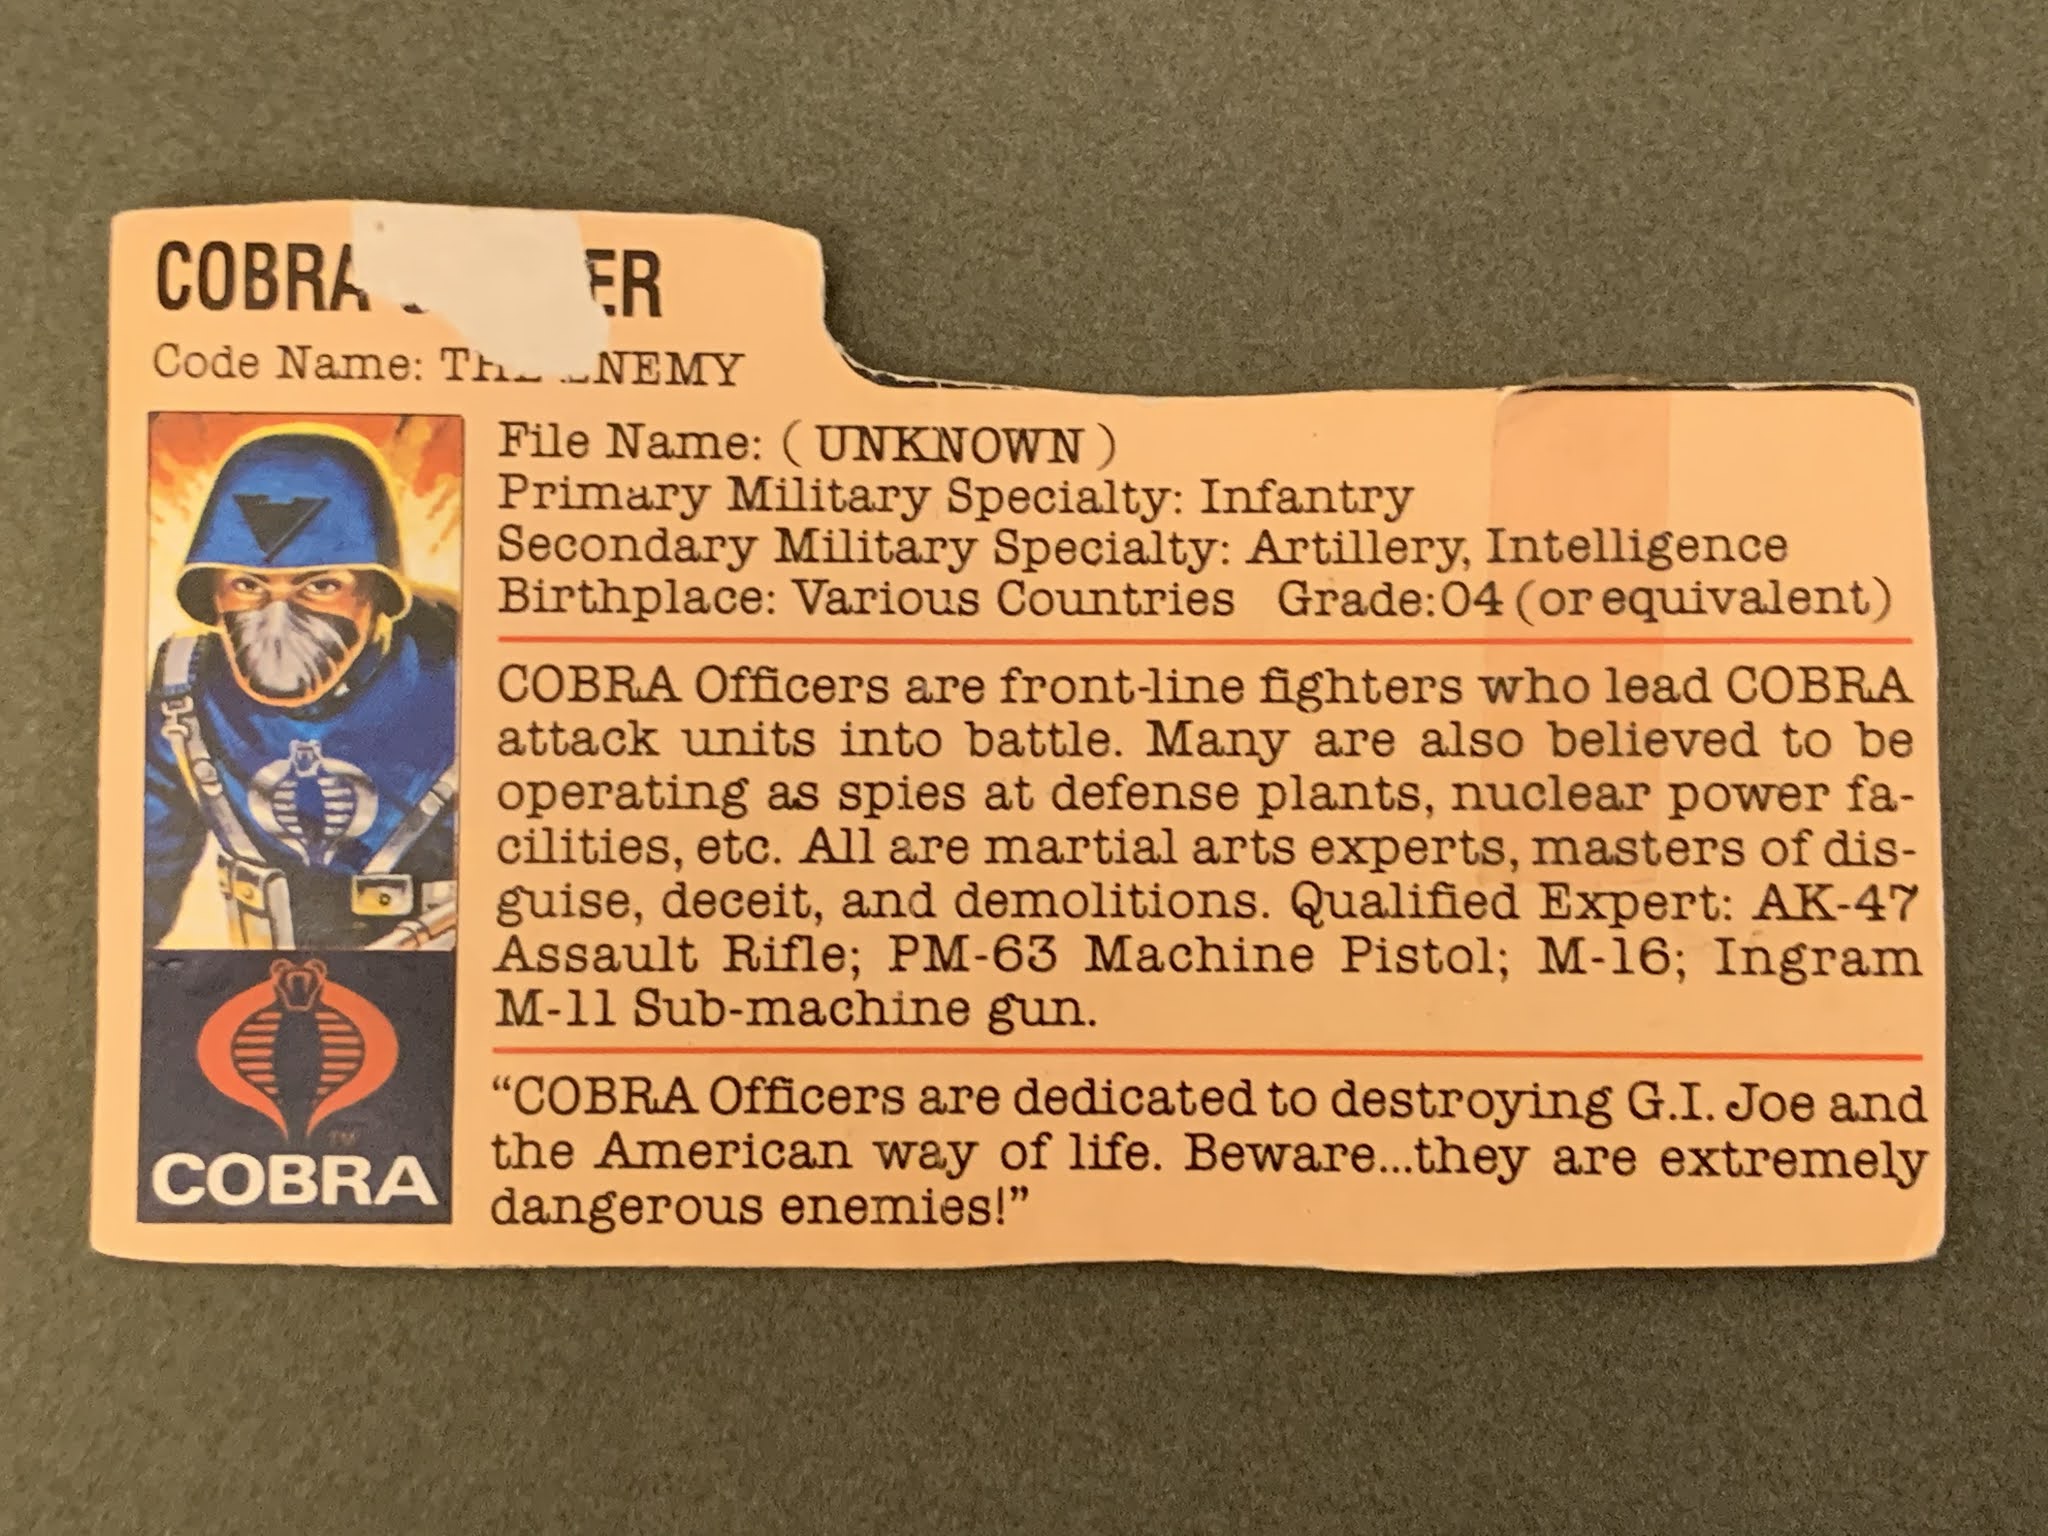 COBRA
Code Name: THE ENEMY
File Name: (UNKNOWN)
Primary Military Specialty: Infantry
Secondary Military Specialty: Artillery, Intelligence
Birthplace: Various Countries Grade:04 (or equivalent)
COBRA Officers are front-line fighters who lead COBRA
attack units into battle. Many are also believed to be
operating as spies at defense plants, nuclear power fa-
cilities, etc. All are martial arts experts, masters of dis-
guise, deceit, and demolitions. Qualified Expert: AK-47
Assault Rifle; PM-63 Machine Pistol; M-16; Ingram
M-11 Sub-machine gun.
"COBRA Officers are dedicated to destroying G.I. Joe and
the American way of life. Beware...they are extremely
dangerous enemies!"
TM
COBRA